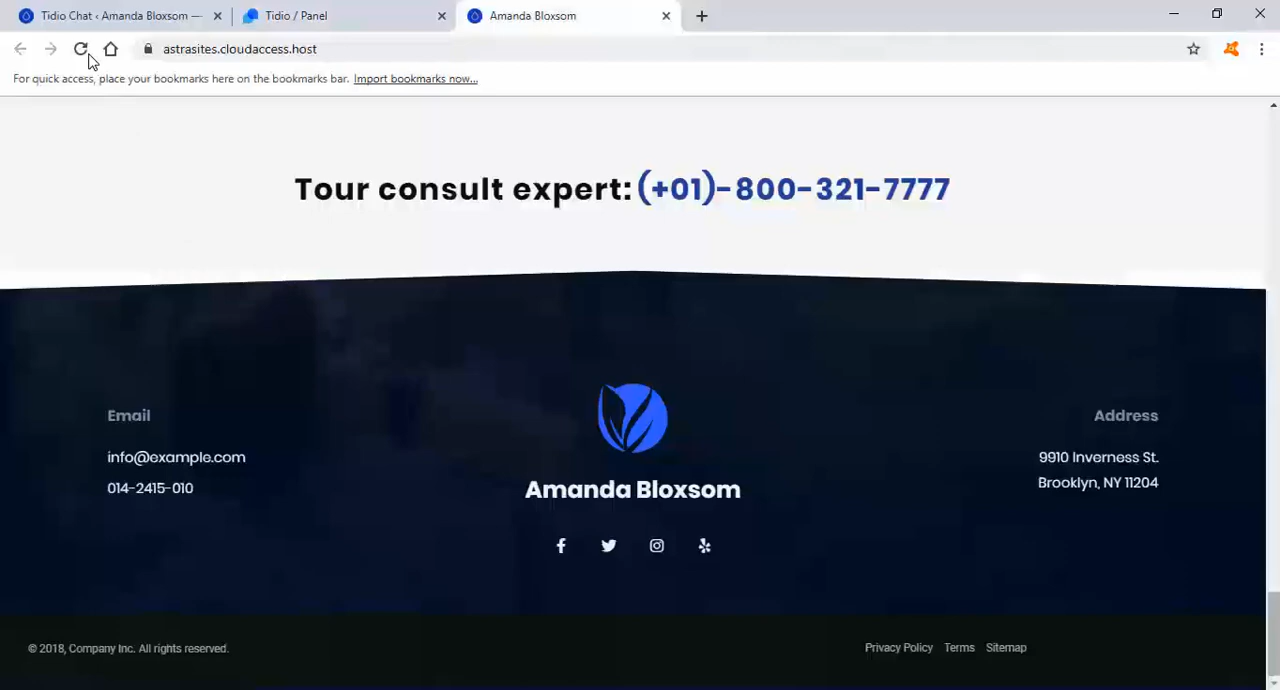 Tidio Chat ‹ Amanda Bloxsom —
Tidio / Panel
Amanda Bloxsom
astrasites.cloudaccess.host
For quick access, place your bookmarks here on the bookmarks bar. Import bookmarks now...
Tour consult expert: (+01)-800-321-7777
Email
info@example.com
014-2415-010
Amanda Bloxsom
Address
9910 Inverness St.
Brooklyn, NY 11204
© 2018, Company Inc. All rights reserved.
Privacy Policy Terms Sitemap